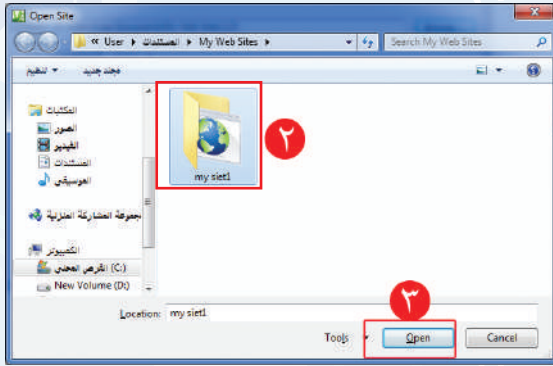 Open Site
« User ▸ المستندات ▸ My Web Sites ▸
Search My Web Sites
تنظيم
مجلد جديد
المكتبات
الصور
الفيديو
المستندات
الموسيقى
مجموعة المشاركة المنزلية
الكمبيوتر
القرص المحلي (C:)
New Volume (D:)
my siet1
٢
Location: my siet1
٣
Tools
Open
Cancel